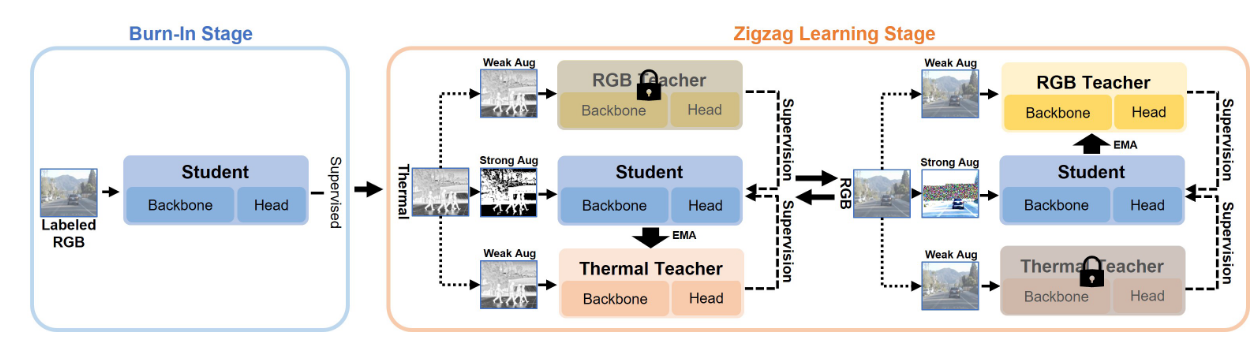 Burn-In Stage
Labeled
RGB
Student
Backbone
Head
Supervised
Zigzag Learning Stage
Thermal
Weak Aug
RGB Teacher
Backbone
Head
Strong Aug
Student
Backbone
Head
EMA
Weak Aug
Thermal Teacher
Backbone
Head
Supervision
Supervision
RGB
Weak Aug
RGB Teacher
Backbone
Head
EMA
Strong Aug
Student
Backbone
Head
Weak Aug
Thermal Teacher
Backbone
Head
Supervision
Supervision